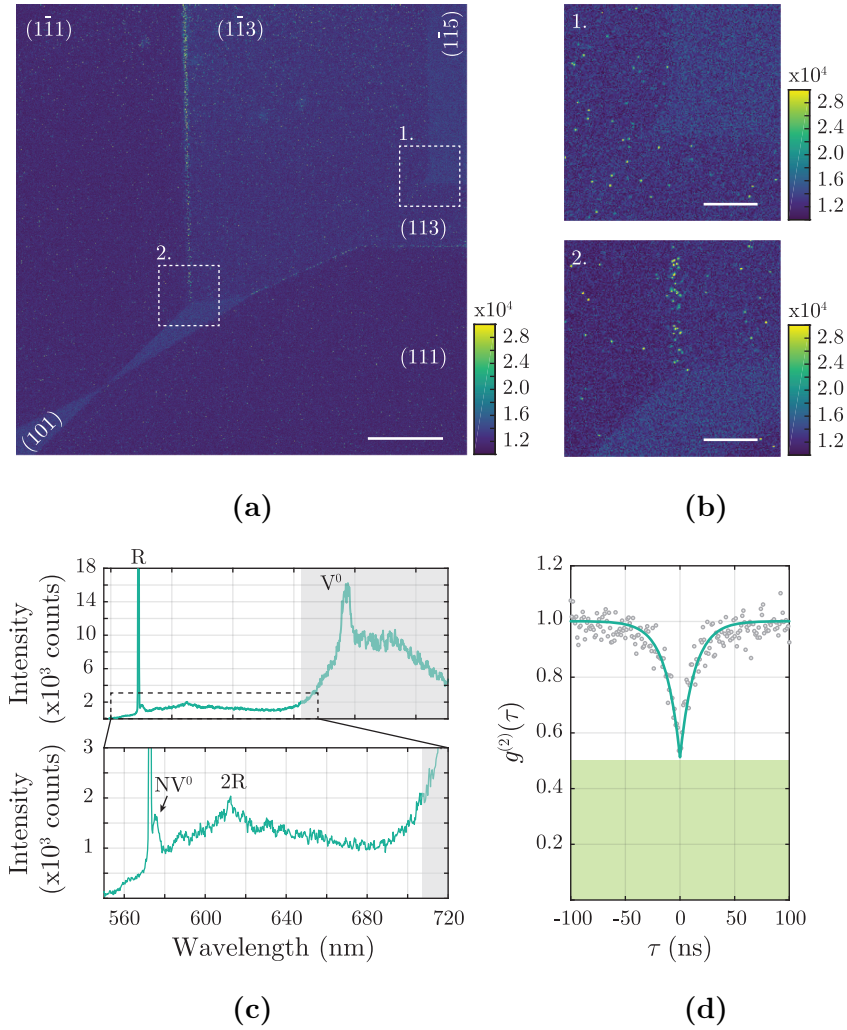 (11̅1)
(11̅3)
(11̅5)
1.
(113)
2.
(111)
(101)
x10⁴
2.8
2.4
2.0
1.6
1.2
(a)
1.
x10⁴
2.8
2.4
2.0
1.6
1.2
2.
x10⁴
2.8
2.4
2.0
1.6
1.2
(b)
R
V⁰
18
14
10
6
2
Intensity
(x10³ counts)
NV⁰
2R
3
2
1
Intensity
(x10³ counts)
560 600 640 680 720
Wavelength (nm)
(c)
1.2
1.0
0.8
0.6
0.4
0.2
g⁽²⁾(τ)
-100 -50 0 50 100
τ (ns)
(d)